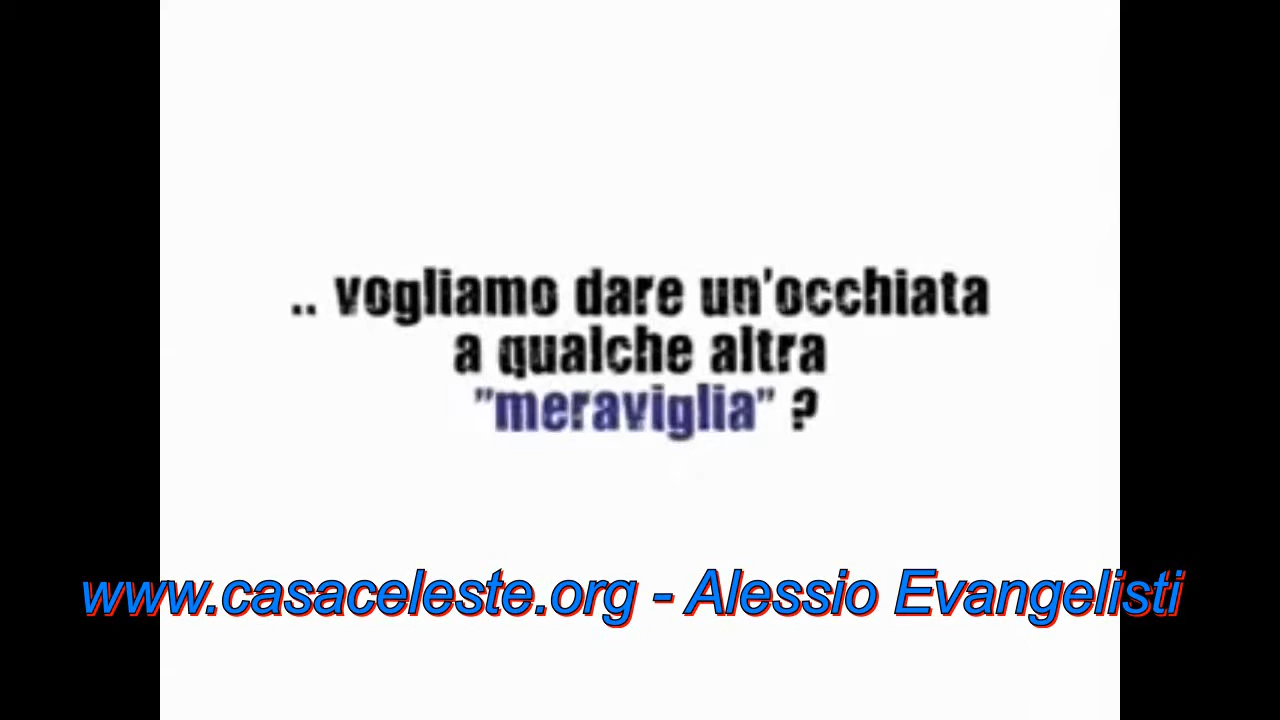 .. vogliamo dare un'occhiata
a qualche altra
"meraviglia" ?
www.casaceleste.org - Alessio Evangelisti